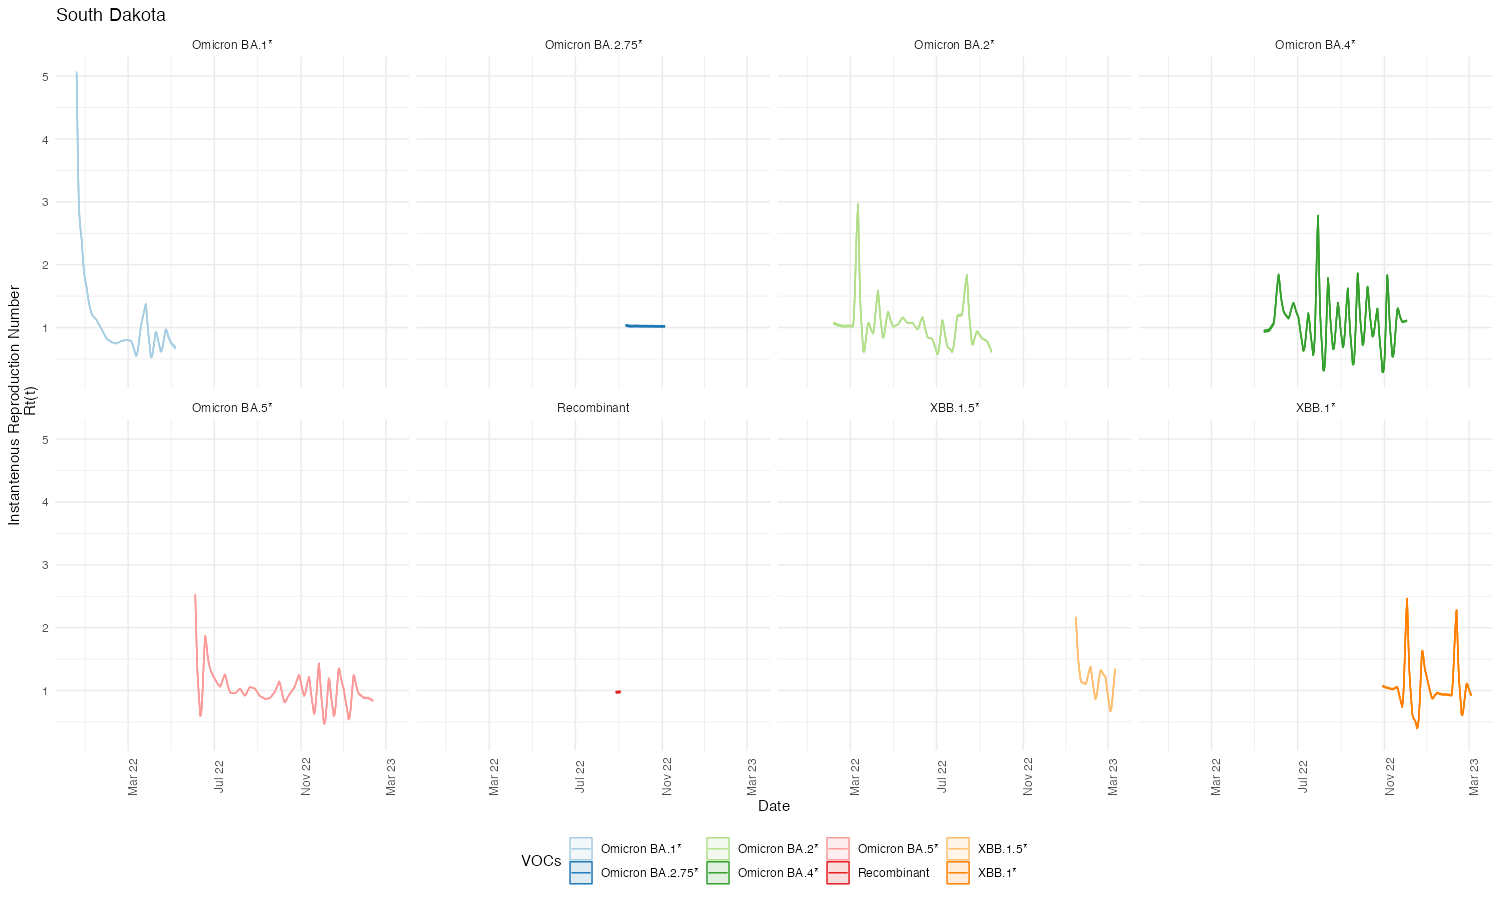 South Dakota
Omicron BA.1*
Omicron BA.2.75*
Omicron BA.2*
Omicron BA.4*
5
4
3
2
1
Instantenous Reproduction Number
Rt(t)
Omicron BA.5*
Recombinant
XBB.1.5*
XBB.1*
5
4
3
2
1
Mar 22
Jul 22
Nov 22
Mar 23
Mar 22
Jul 22
Nov 22
Mar 23
Mar 22
Jul 22
Nov 22
Mar 23
Mar 22
Jul 22
Nov 22
Mar 23
Date
VOCs
Omicron BA.1*
Omicron BA.2*
Omicron BA.5*
XBB.1.5*
Omicron BA.2.75*
Omicron BA.4*
Recombinant
XBB.1*